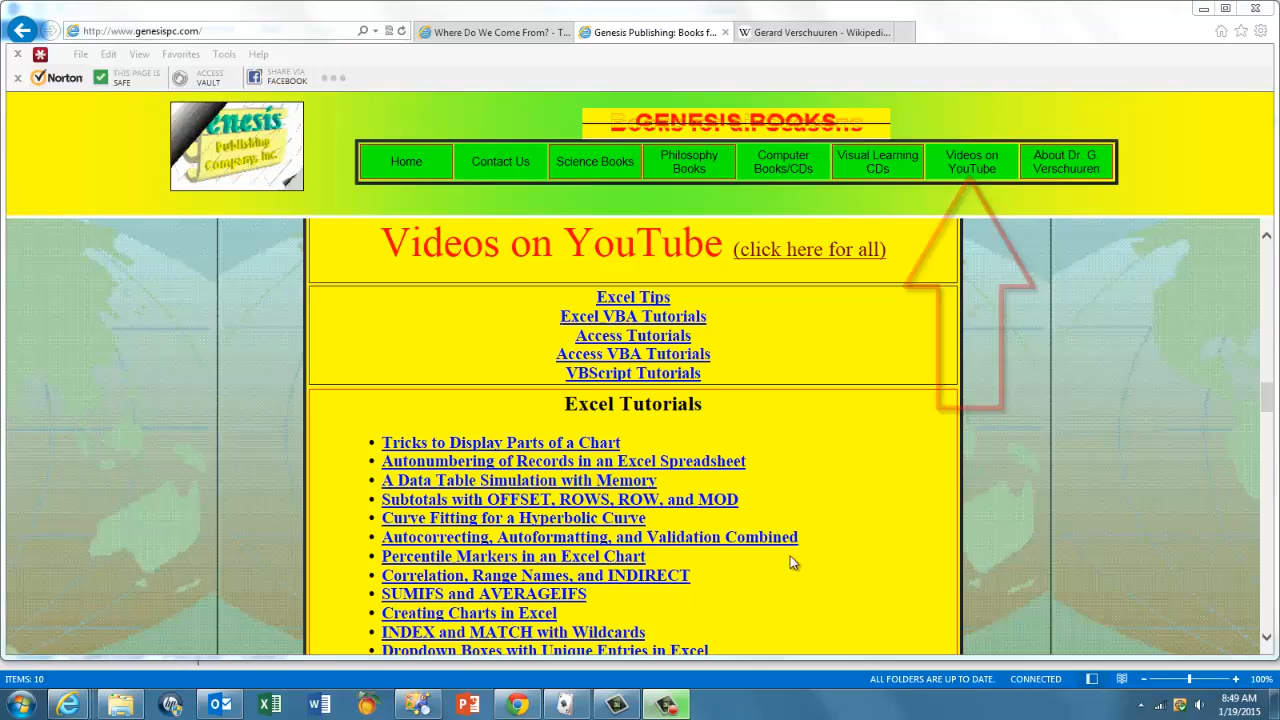 http://www.genesispc.com/
Where Do We Come From? - T...
Genesis Publishing: Books f...
Gerard Verschuuren - Wikipedi...
File Edit View Favorites Tools Help
Norton
THIS PAGE IS
SAFE
ACCESS
VAULT
SHARE VIA
FACEBOOK
enesis
Publishing
Company, Inc.
GENESIS BOOKS
Home
Contact Us
Science Books
Philosophy
Books
Computer
Books/CDs
Visual Learning
CDs
Videos on
YouTube
About Dr. G.
Verschuuren
Videos on YouTube (click here for all)
Excel Tips
Excel VBA Tutorials
Access Tutorials
Access VBA Tutorials
VBScript Tutorials
Excel Tutorials
• Tricks to Display Parts of a Chart
• Autonumbering of Records in an Excel Spreadsheet
• A Data Table Simulation with Memory
• Subtotals with OFFSET, ROWS, ROW, and MOD
• Curve Fitting for a Hyperbolic Curve
• Autocorrecting, Autoformatting, and Validation Combined
• Percentile Markers in an Excel Chart
• Correlation, Range Names, and INDIRECT
• SUMIFS and AVERAGEIFS
• Creating Charts in Excel
• INDEX and MATCH with Wildcards
• Dropdown Boxes with Unique Entries in Excel
ITEMS: 10
ALL FOLDERS ARE UP TO DATE. CONNECTED
100%
8:49 AM
1/19/2015